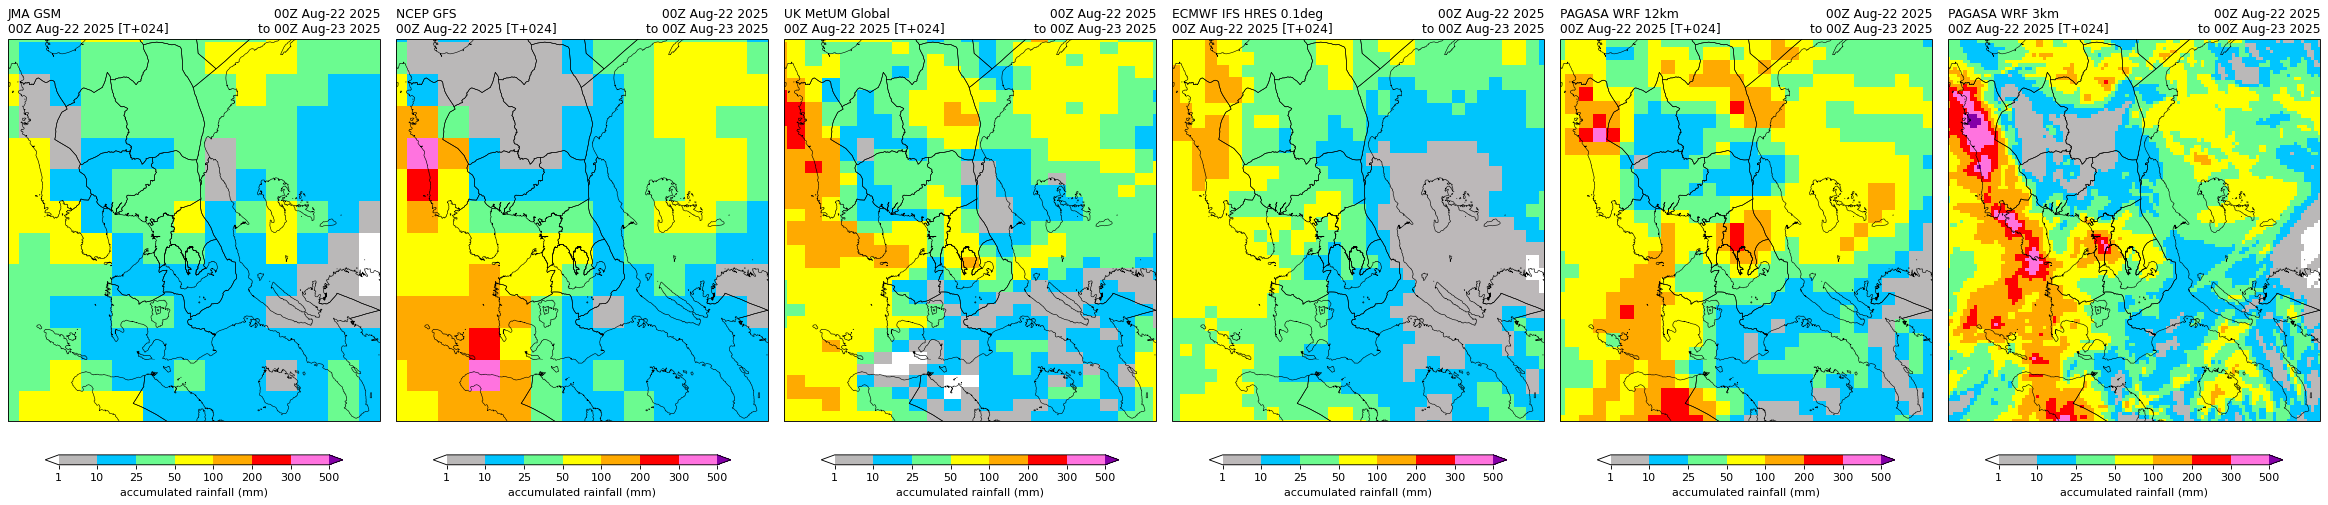 JMA GSM 00Z Aug-22 2025
00Z Aug-22 2025 [T+024] to 00Z Aug-23 2025
1 10 25 50 100 200 300 500
accumulated rainfall (mm)
NCEP GFS 00Z Aug-22 2025
00Z Aug-22 2025 [T+024] to 00Z Aug-23 2025
1 10 25 50 100 200 300 500
accumulated rainfall (mm)
UK MetUM Global 00Z Aug-22 2025
00Z Aug-22 2025 [T+024] to 00Z Aug-23 2025
1 10 25 50 100 200 300 500
accumulated rainfall (mm)
ECMWF IFS HRES 0.1deg 00Z Aug-22 2025
00Z Aug-22 2025 [T+024] to 00Z Aug-23 2025
1 10 25 50 100 200 300 500
accumulated rainfall (mm)
PAGASA WRF 12km 00Z Aug-22 2025
00Z Aug-22 2025 [T+024] to 00Z Aug-23 2025
1 10 25 50 100 200 300 500
accumulated rainfall (mm)
PAGASA WRF 3km 00Z Aug-22 2025
00Z Aug-22 2025 [T+024] to 00Z Aug-23 2025
1 10 25 50 100 200 300 500
accumulated rainfall (mm)